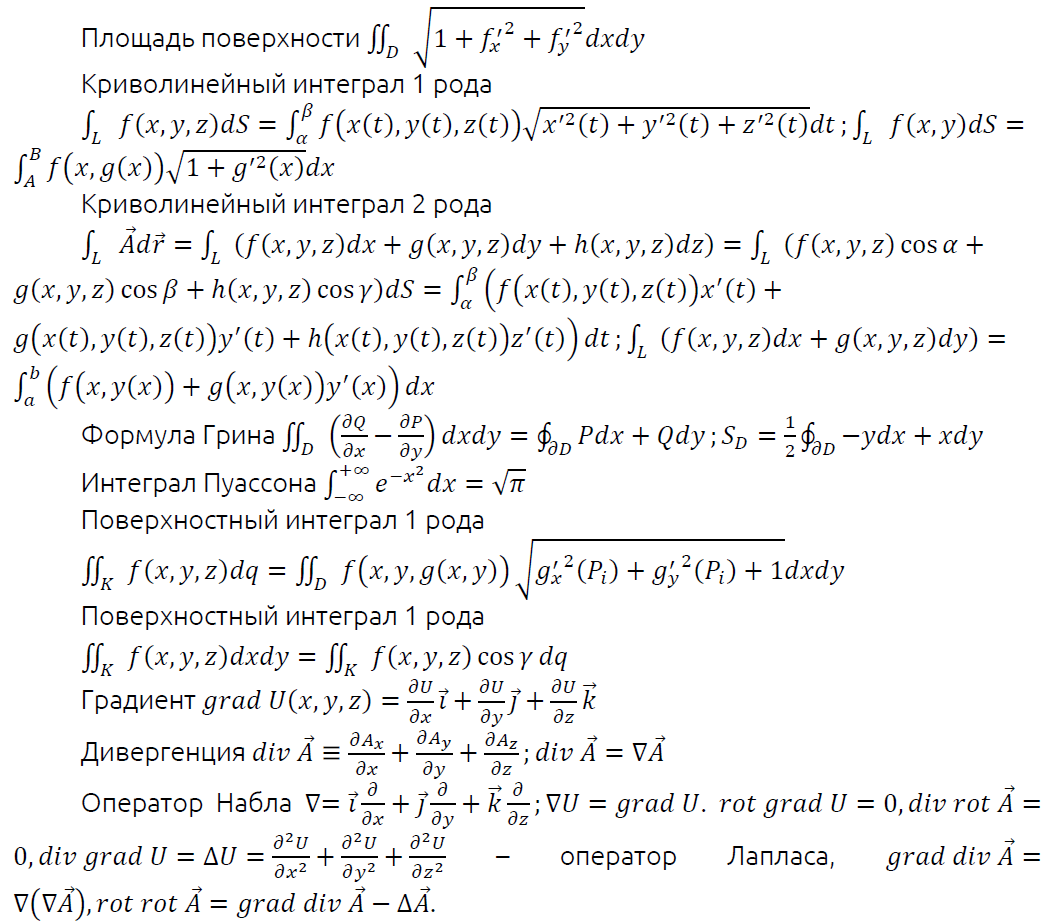 Площадь поверхности ∬_D √(1 + f′ₓ² + f′_y²) dxdy
Криволинейный интеграл 1 рода
∫_L f(x, y, z)dS = ∫_α^β f(x(t), y(t), z(t))√(x′²(t) + y′²(t) + z′²(t))dt ; ∫_L f(x, y)dS =
∫_A^B f(x, g(x))√(1 + g′²(x))dx
Криволинейный интеграл 2 рода
∫_L A⃗dr⃗ = ∫_L (f(x, y, z)dx + g(x, y, z)dy + h(x, y, z)dz) = ∫_L (f(x, y, z) cos α +
g(x, y, z) cos β + h(x, y, z) cos γ)dS = ∫_α^β (f(x(t), y(t), z(t))x′(t) +
g(x(t), y(t), z(t))y′(t) + h(x(t), y(t), z(t))z′(t)) dt ; ∫_L (f(x, y, z)dx + g(x, y, z)dy) =
∫_a^b (f(x, y(x)) + g(x, y(x))y′(x)) dx
Формула Грина ∬_D (∂Q/∂x − ∂P/∂y) dxdy = ∮_∂D Pdx + Qdy ; S_D = 1/2 ∮_∂D −ydx + xdy
Интеграл Пуассона ∫_−∞^+∞ e^(−x²) dx = √π
Поверхностный интеграл 1 рода
∬_K f(x, y, z)dq = ∬_D f(x, y, g(x, y)) √(g′ₓ²(P_i) + g′_y²(P_i) + 1)dxdy
Поверхностный интеграл 1 рода
∬_K f(x, y, z)dxdy = ∬_K f(x, y, z) cos γ dq
Градиент grad U(x, y, z) = ∂U/∂x i⃗ + ∂U/∂y j⃗ + ∂U/∂z k⃗
Дивергенция div A⃗ ≡ ∂Aₓ/∂x + ∂A_y/∂y + ∂A_z/∂z ; div A⃗ = ∇A⃗
Оператор Набла ∇= i⃗ ∂/∂x + j⃗ ∂/∂y + k⃗ ∂/∂z ; ∇U = grad U. rot grad U = 0, div rot A⃗ =
0, div grad U = ΔU = ∂²U/∂x² + ∂²U/∂y² + ∂²U/∂z² – оператор Лапласа, grad div A⃗ =
∇(∇A⃗), rot rot A⃗ = grad div A⃗ − ΔA⃗.